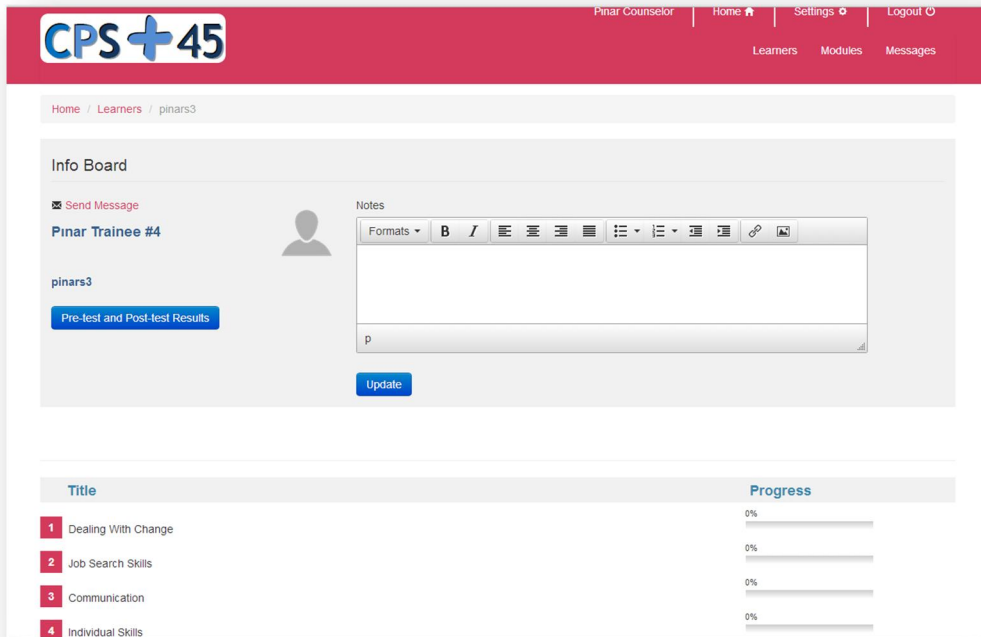 CPS+45
Pınar Counselor Home Settings Logout
Learners Modules Messages
Home / Learners / pinars3
Info Board
Send Message
Pınar Trainee #4
pinars3
Pre-test and Post-test Results
Notes
Formats B I
p
Update
Title Progress
1 Dealing With Change 0%
2 Job Search Skills 0%
3 Communication 0%
4 Individual Skills 0%